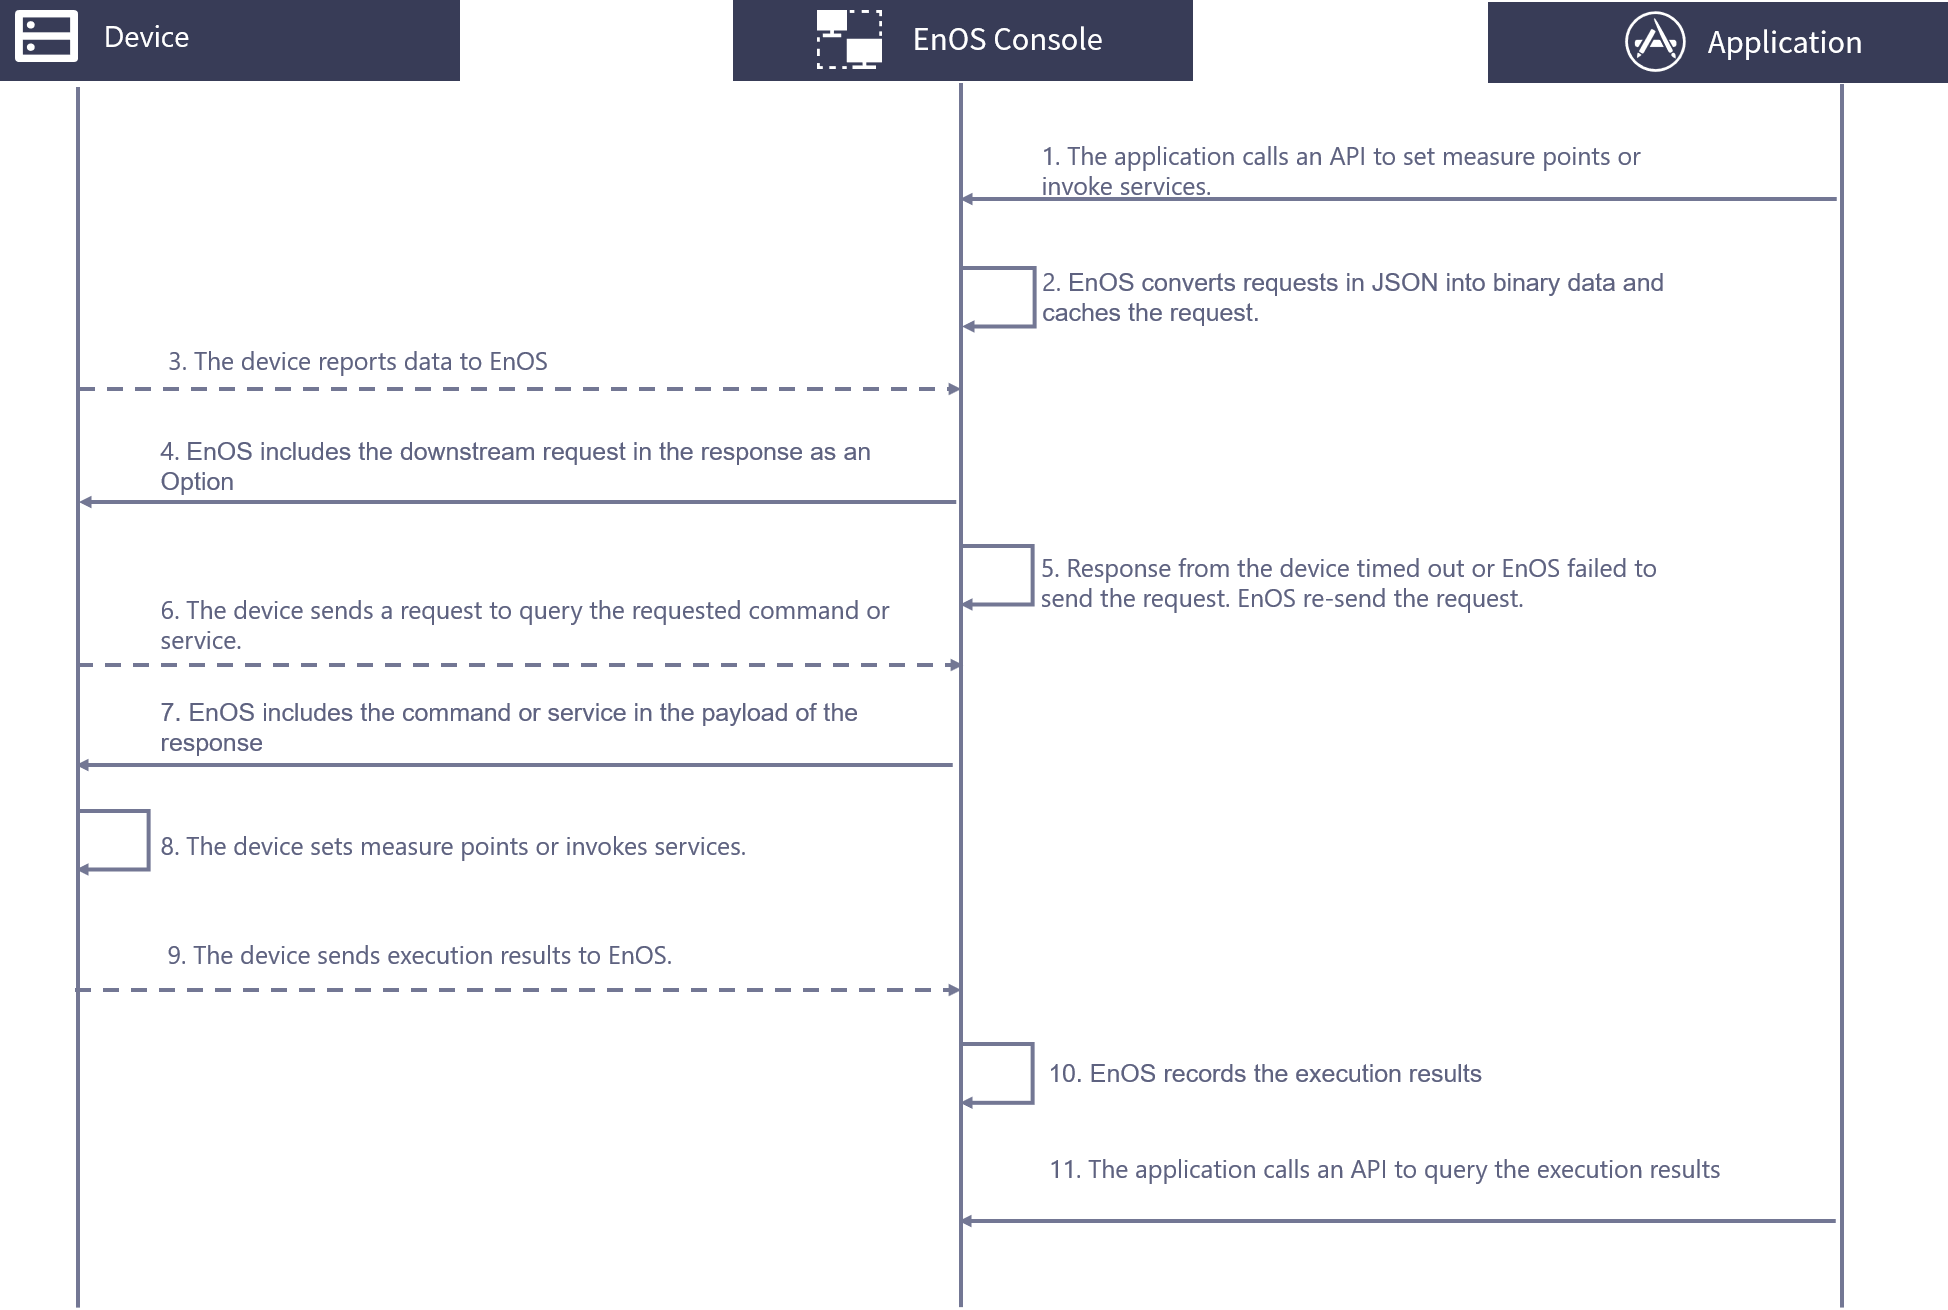 Device
EnOS Console
Application
1. The application calls an API to set measure points or
invoke services.
2. EnOS converts requests in JSON into binary data and
caches the request.
3. The device reports data to EnOS
4. EnOS includes the downstream request in the response as an
Option
5. Response from the device timed out or EnOS failed to
send the request. EnOS re-send the request.
6. The device sends a request to query the requested command or
service.
7. EnOS includes the command or service in the payload of the
response
8. The device sets measure points or invokes services.
9. The device sends execution results to EnOS.
10. EnOS records the execution results
11. The application calls an API to query the execution results